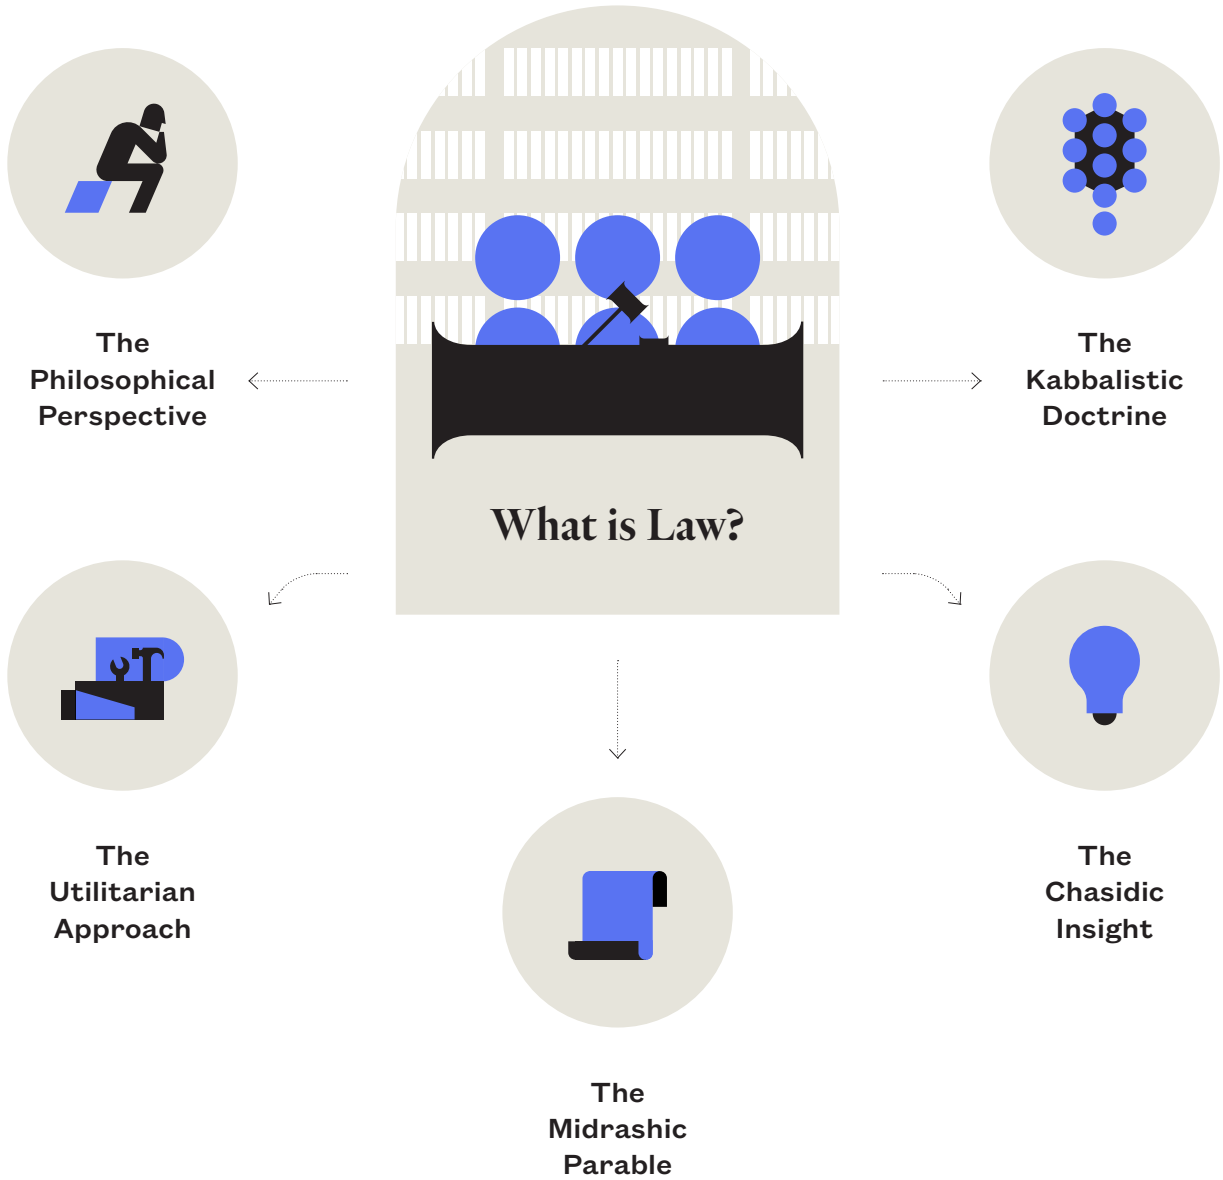 The
Philosophical
Perspective
The
Kabbalistic
Doctrine
What is Law?
The
Utilitarian
Approach
The
Chasidic
Insight
The
Midrashic
Parable